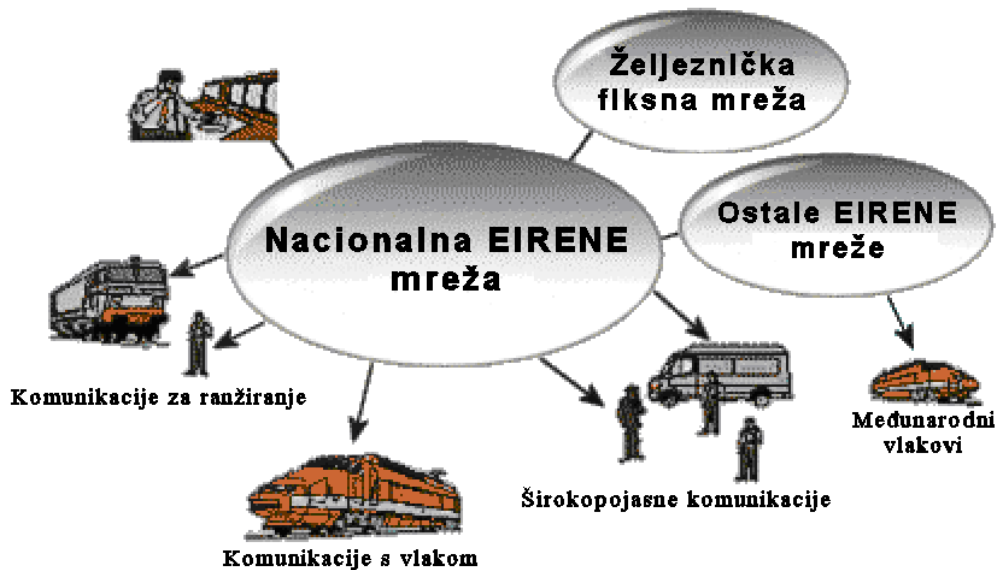 Željeznička
fiksna mreža
Ostale EIRENE
mreže
Nacionalna EIRENE
mreža
Komunikacije za ranžiranje
Međunarodni
vlakovi
Širokopojasne komunikacije
Komunikacije s vlakom